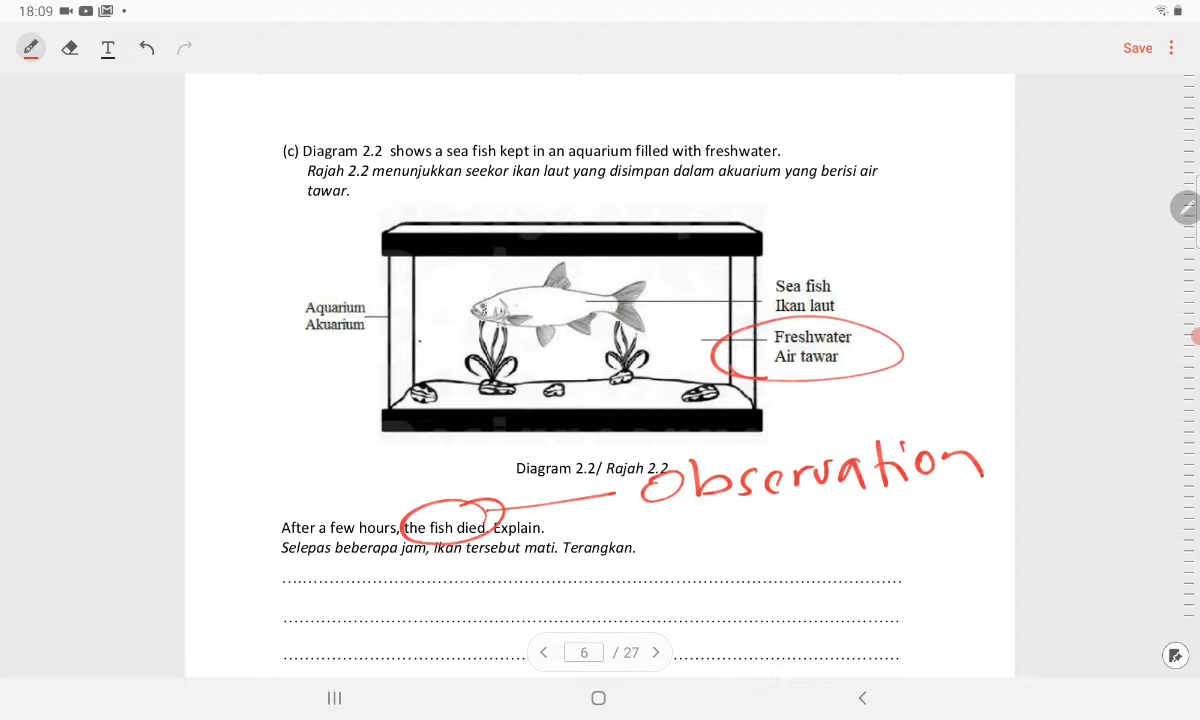 18:09
T
Save
(c) Diagram 2.2 shows a sea fish kept in an aquarium filled with freshwater.
Rajah 2.2 menunjukkan seekor ikan laut yang disimpan dalam akuarium yang berisi air
tawar.
Sea fish
Ikan laut
Aquarium
Akuarium
Freshwater
Air tawar
Diagram 2.2/ Rajah 2.2
observation
After a few hours, the fish died. Explain.
Selepas beberapa jam, ikan tersebut mati. Terangkan.
6 / 27